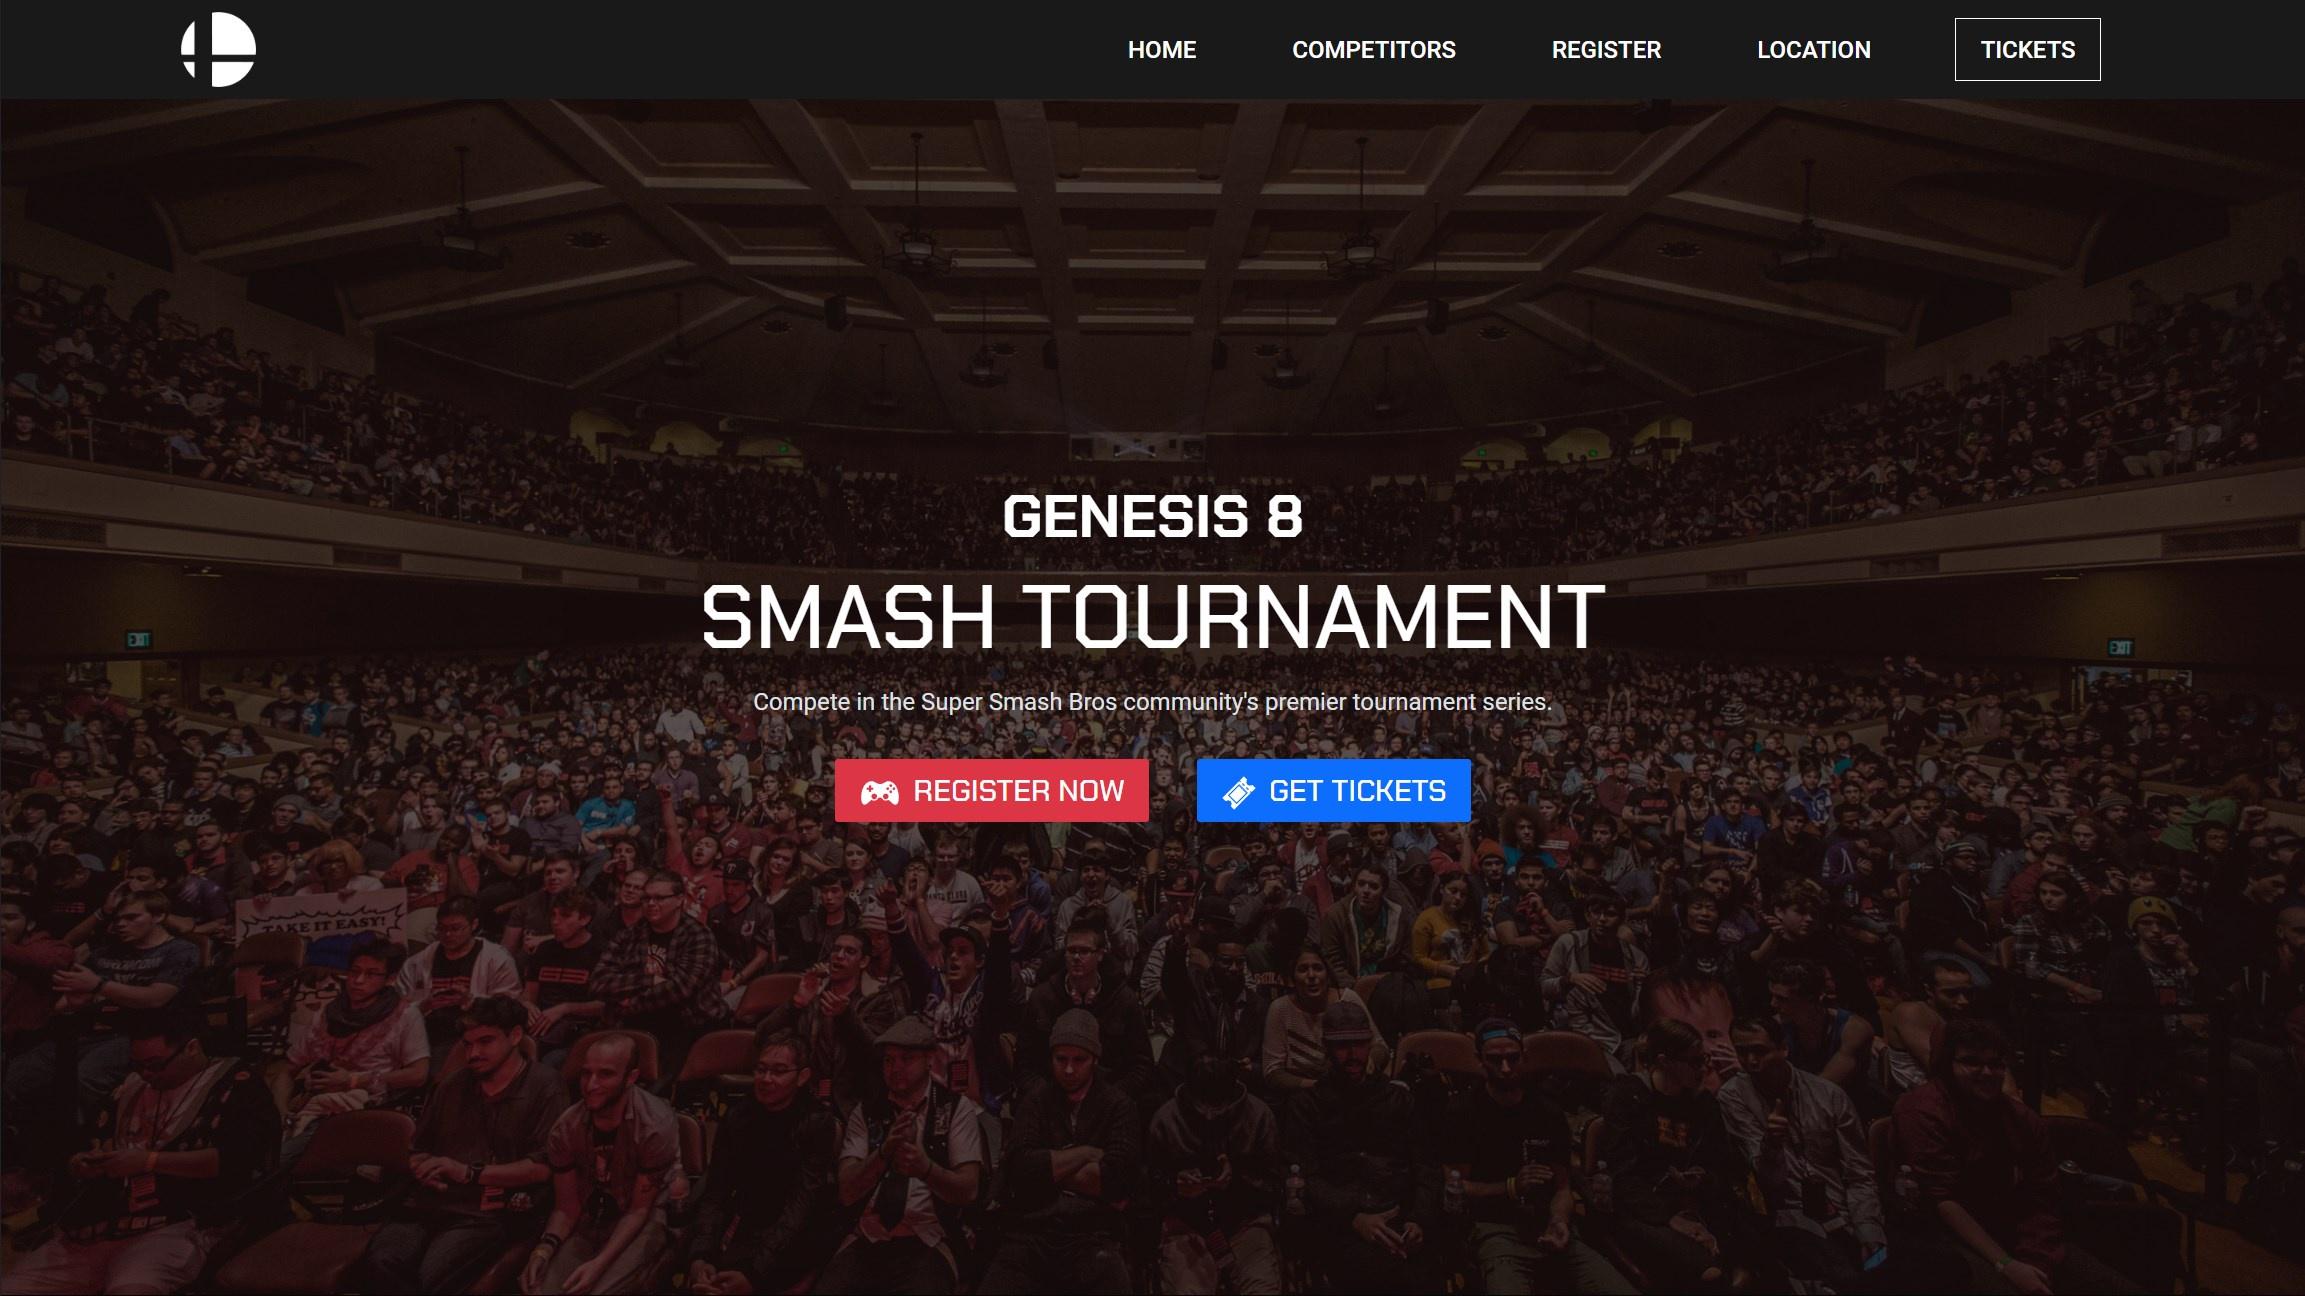 HOME COMPETITORS REGISTER LOCATION TICKETS
GENESIS 8
SMASH TOURNAMENT
Compete in the Super Smash Bros community's premier tournament series.
REGISTER NOW GET TICKETS
EXIT
EXIT
TAKE IT EASY!